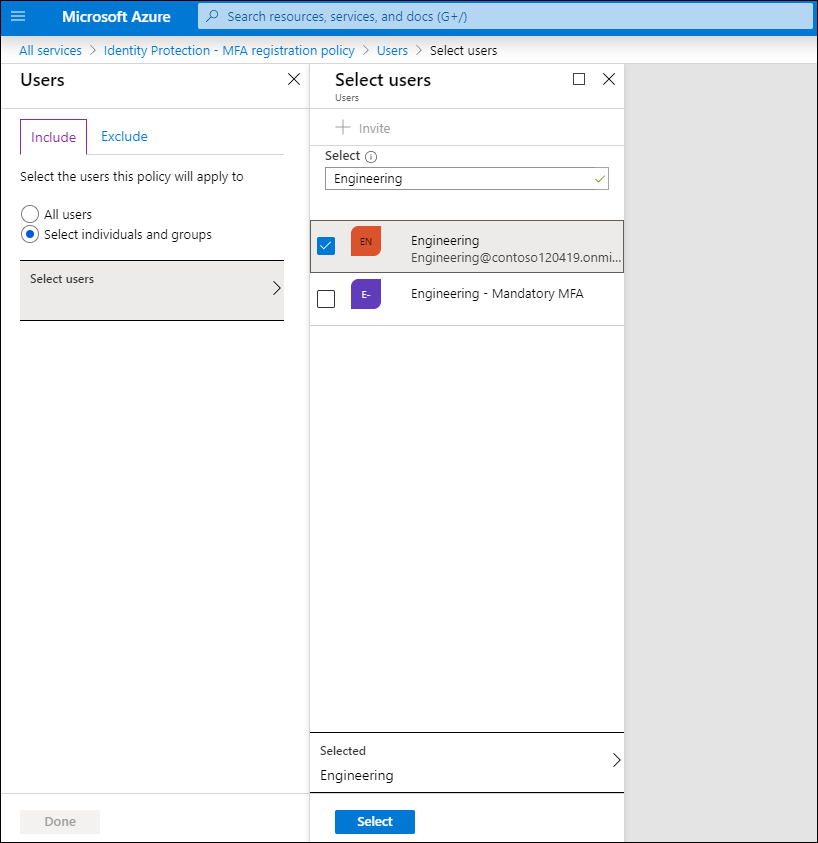 Microsoft Azure
Search resources, services, and docs (G+/)
All services > Identity Protection - MFA registration policy > Users > Select users
Users
Include
Exclude
Select the users this policy will apply to
All users
Select individuals and groups
Select users
Done
Select users
Users
Invite
Select
Engineering
EN
Engineering
Engineering@contoso120419.onmi...
E-
Engineering - Mandatory MFA
Selected
Engineering
Select